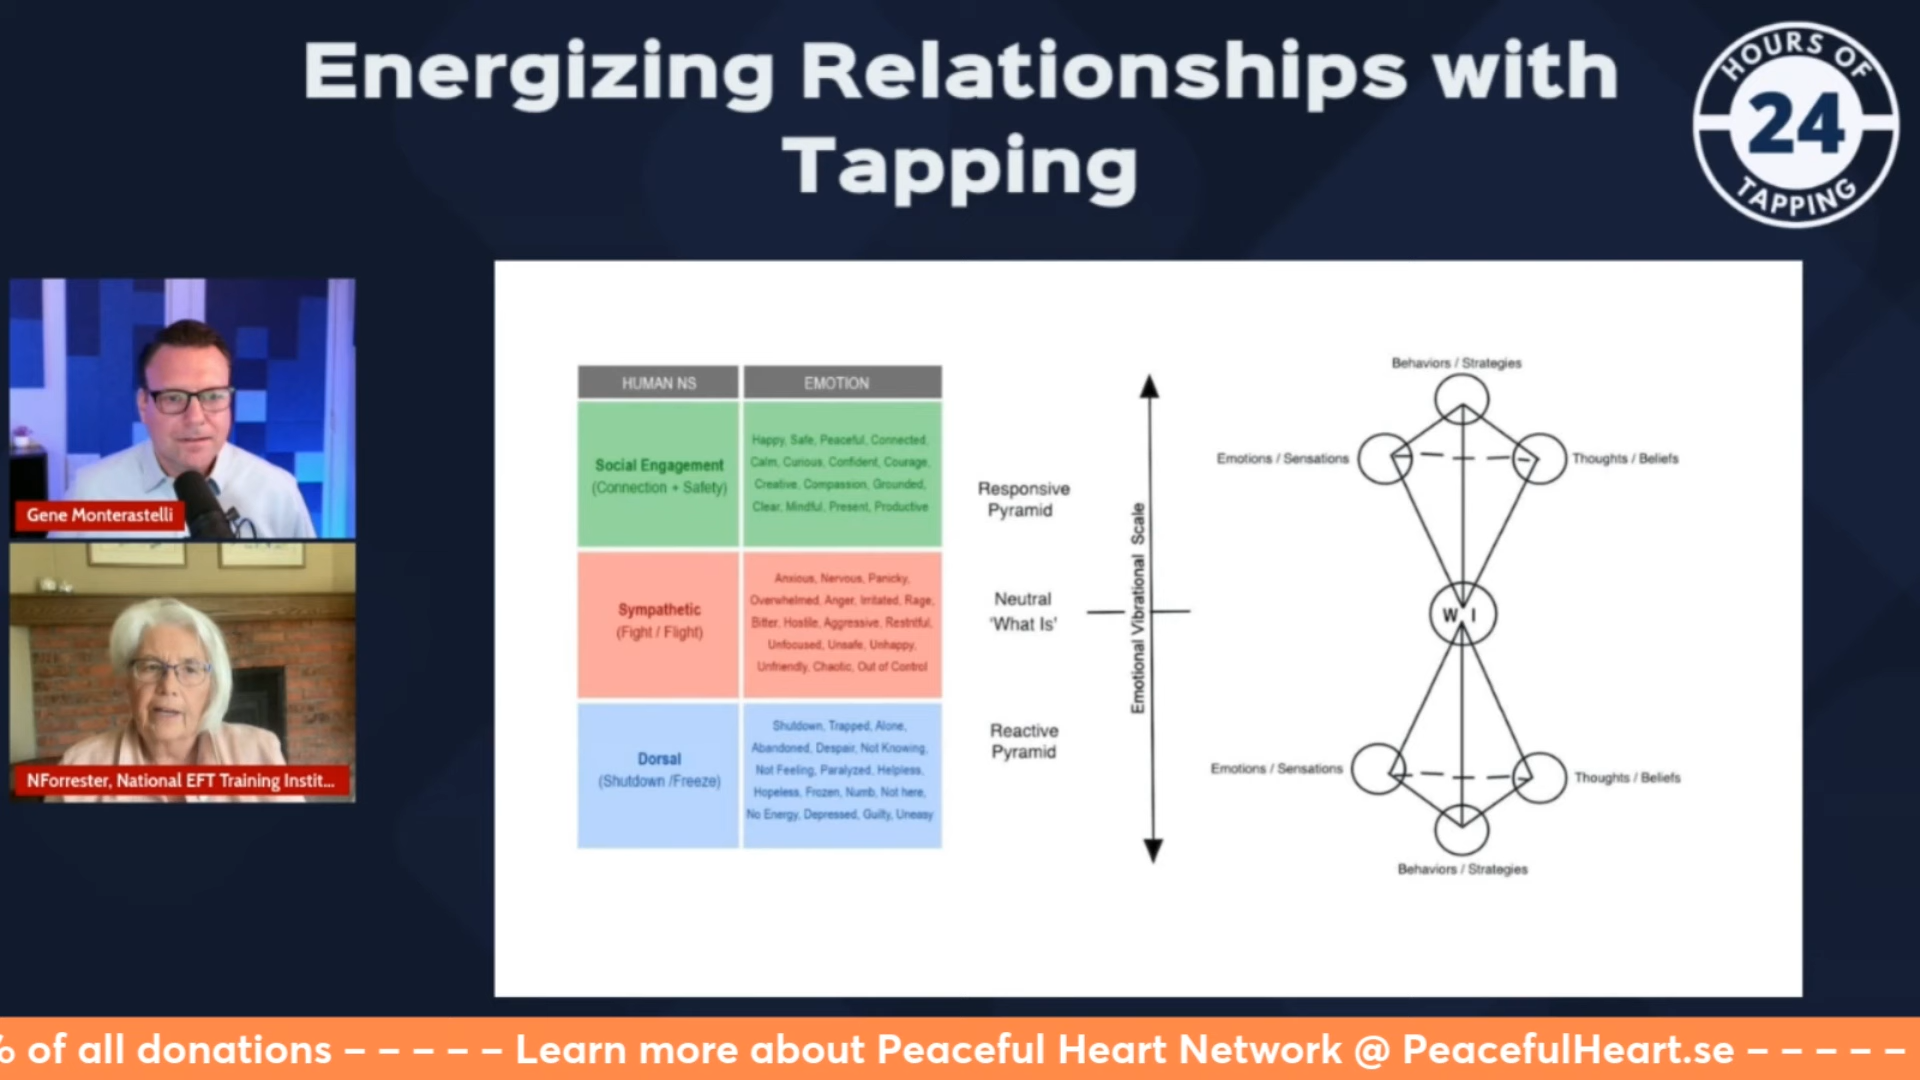 Energizing Relationships with
Tapping
HOURS OF
24
TAPPING
Gene Monterastelli
NForrester, National EFT Training Instit...
HUMAN NS
EMOTION
Social Engagement
(Connection + Safety)
Happy, Safe, Peaceful, Connected,
Calm, Curious, Confident, Courage,
Creative, Compassion, Grounded,
Clear, Mindful, Present, Productive
Sympathetic
(Fight / Flight)
Anxious, Nervous, Panicky,
Overwhelmed, Anger, Irritated, Rage,
Bitter, Hostile, Aggressive,
Unfocused, Unsafe, Unhappy,
Unfriendly, Chaotic, Out of Control
Dorsal
(Shutdown /Freeze)
Shutdown, Trapped, Alone,
Abandoned, Despair, Not Knowing,
Not Feeling, Paralyzed, Helpless,
Hopeless, Frozen, Numb, Not here,
No Energy, Depressed, Guilty, Uneasy
Responsive
Pyramid
Neutral
'What Is'
Reactive
Pyramid
Emotional Vibrational Scale
Behaviors / Strategies
Emotions / Sensations
Thoughts / Beliefs
W I
Emotions / Sensations
Thoughts / Beliefs
Behaviors / Strategies
% of all donations – – – – – Learn more about Peaceful Heart Network @ PeacefulHeart.se – – – – –